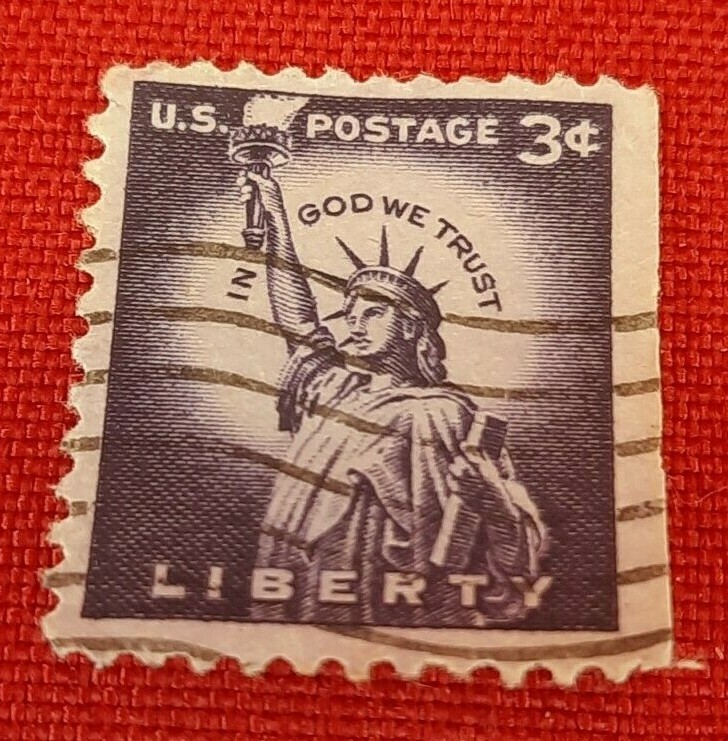 U.S. POSTAGE 3¢
IN GOD WE TRUST
LIBERTY